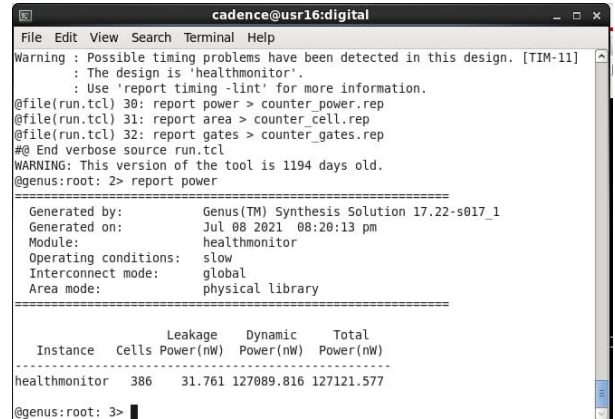 cadence@usr16:digital
File Edit View Search Terminal Help
Warning : Possible timing problems have been detected in this design. [TIM-11]
: The design is 'healthmonitor'.
: Use 'report timing -lint' for more information.
@file(run.tcl) 30: report power > counter_power.rep
@file(run.tcl) 31: report area > counter_cell.rep
@file(run.tcl) 32: report gates > counter_gates.rep
#@ End verbose source run.tcl
WARNING: This version of the tool is 1194 days old.
@genus:root: 2> report power
============================================================
Generated by: Genus(TM) Synthesis Solution 17.22-s017_1
Generated on: Jul 08 2021 08:20:13 pm
Module: healthmonitor
Operating conditions: slow
Interconnect mode: global
Area mode: physical library
============================================================
Leakage Dynamic Total
Instance Cells Power(nW) Power(nW) Power(nW)
----------------------------------------------------
healthmonitor 386 31.761 127089.816 127121.577
@genus:root: 3>